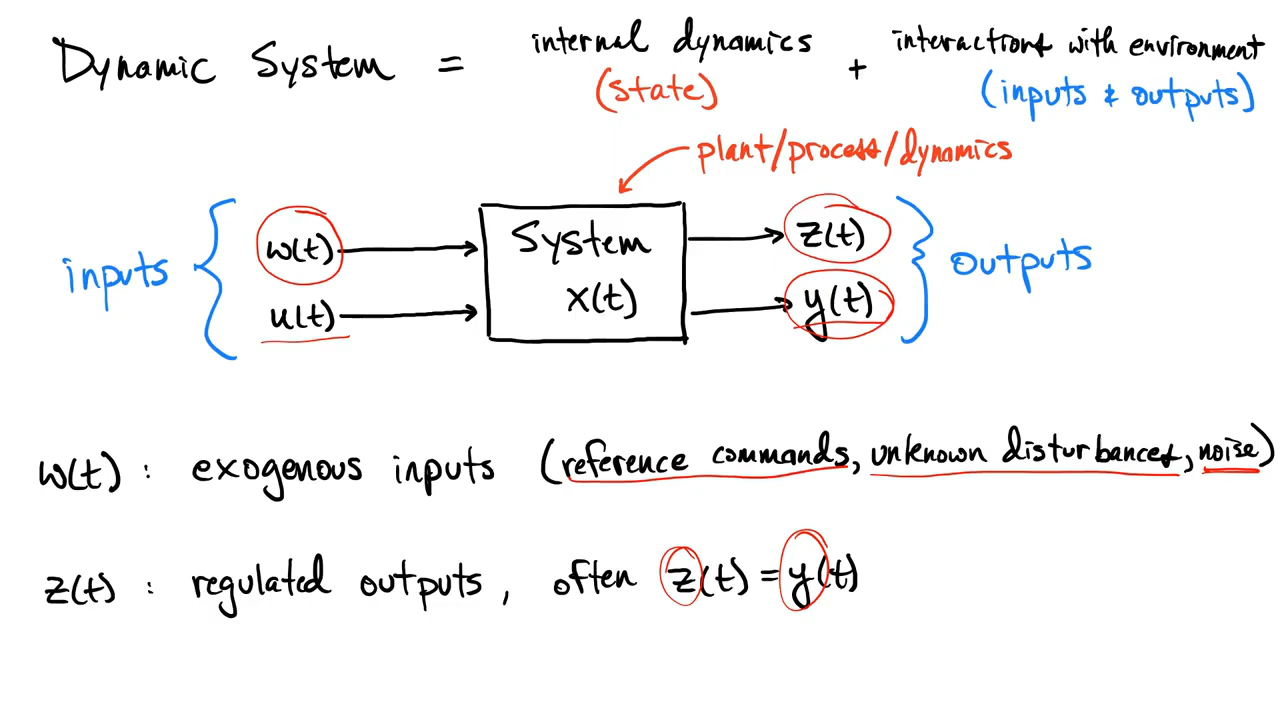 Dynamic System = internal dynamics + interactions with environment
(state) (inputs & outputs)
plant/process/dynamics
inputs { w(t) System z(t) } outputs
u(t) x(t) y(t)
w(t) : exogenous inputs (reference commands, unknown disturbances, noise)
z(t) : regulated outputs, often z(t) = y(t)